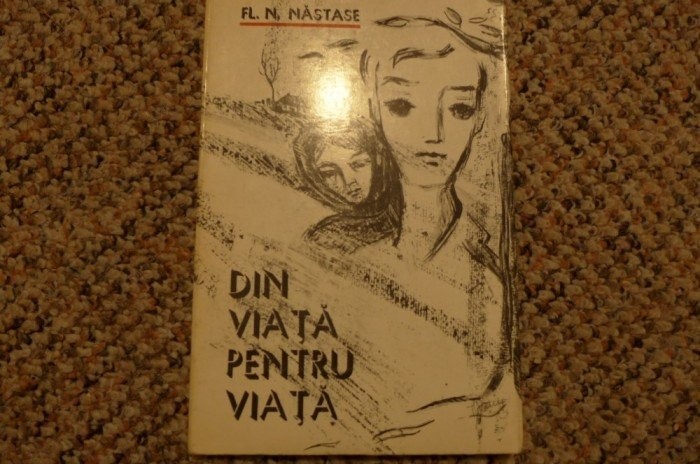 FL. N. NĂSTASE
DIN
VIAȚĂ
PENTRU
VIAȚĂ